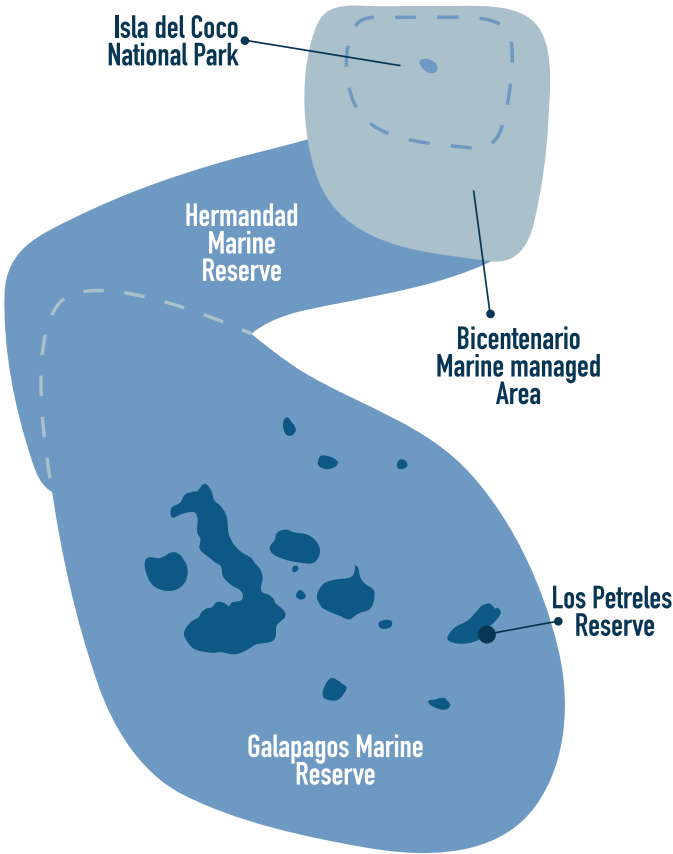 Isla del Coco
National Park
Hermandad
Marine
Reserve
Bicentenario
Marine managed
Area
Los Petreles
Reserve
Galapagos Marine
Reserve